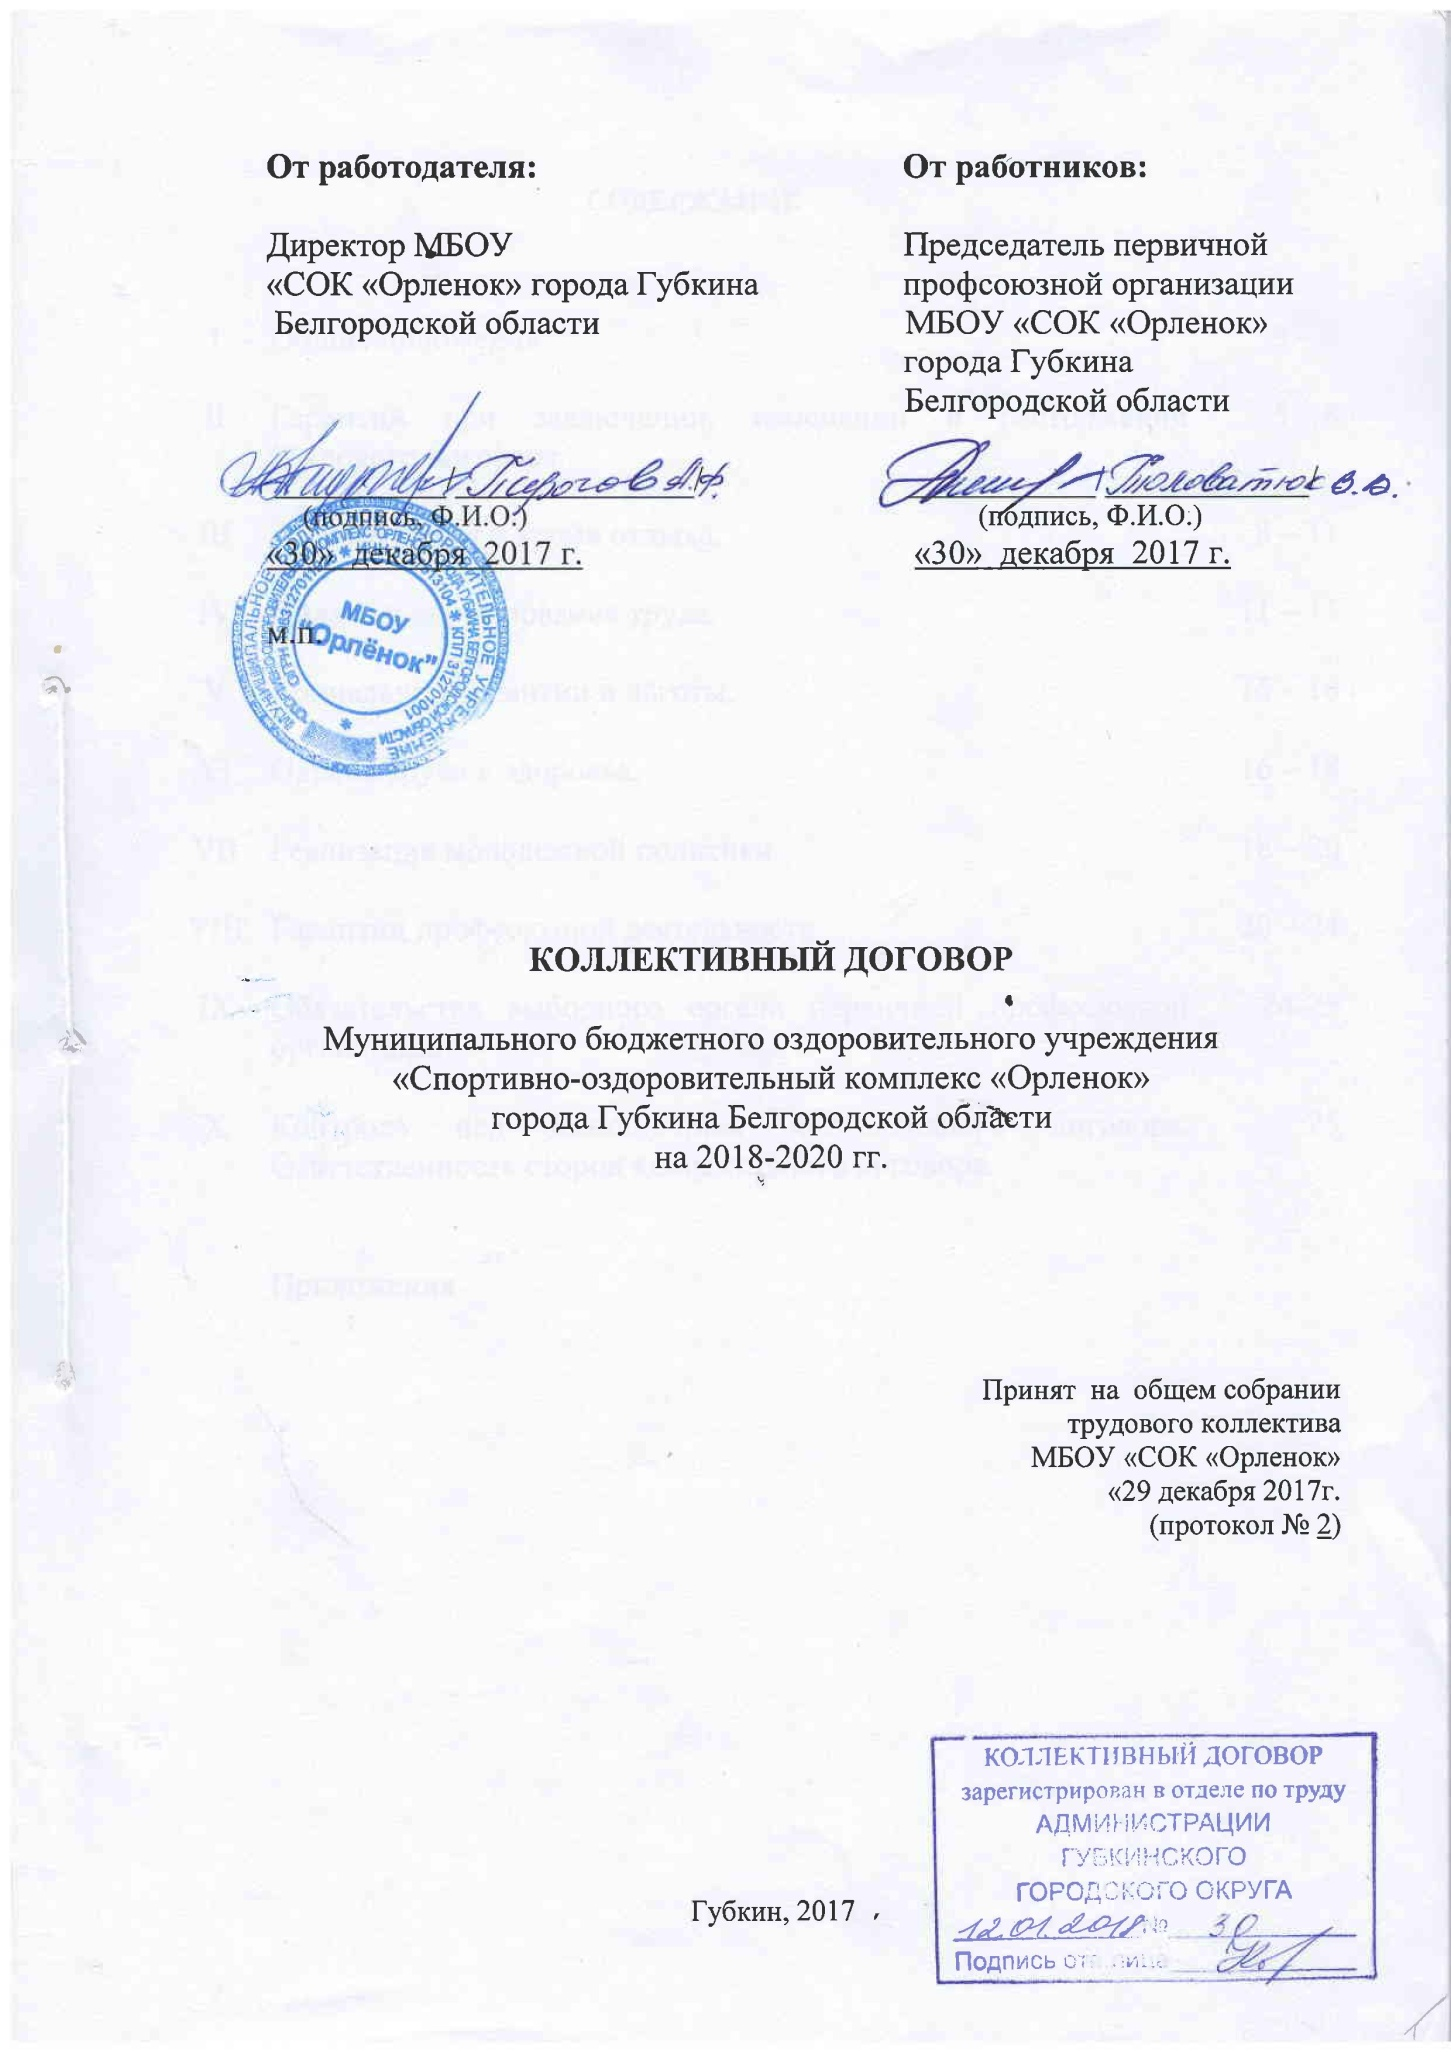 От работодателя:
Директор МБОУ
«СОК «Орленок» города Губкина
Белгородской области
(подпись, Ф.И.О.)
«30» декабря 2017 г.
м.п.
МБОУ
"Орлёнок"
От работников:
Председатель первичной
профсоюзной организации
МБОУ «СОК «Орленок»
города Губкина
Белгородской области
Головатюк В.В.
(подпись, Ф.И.О.)
«30» декабря 2017 г.
КОЛЛЕКТИВНЫЙ ДОГОВОР
Муниципального бюджетного оздоровительного учреждения
«Спортивно-оздоровительный комплекс «Орленок»
города Губкина Белгородской области
на 2018-2020 гг.
Принят на общем собрании
трудового коллектива
МБОУ «СОК «Орленок»
«29 декабря 2017г.
(протокол № 2)
КОЛЛЕКТИВНЫЙ ДОГОВОР
зарегистрирован в отделе по труду
АДМИНИСТРАЦИИ
ГУБКИНСКОГО
ГОРОДСКОГО ОКРУГА
12.01.2018 № 30
Подпись отв. лица
Губкин, 2017